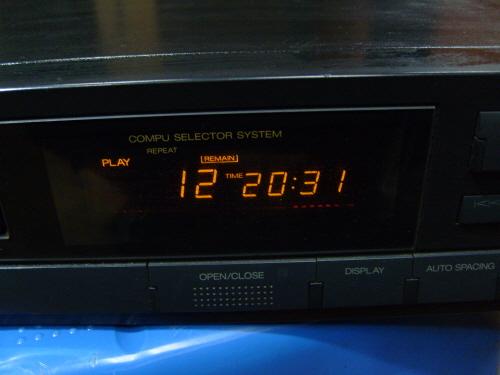 COMPU SELECTOR SYSTEM
REPEAT
PLAY [REMAIN]
12 TIME 20:31
OPEN/CLOSE DISPLAY AUTO SPACING